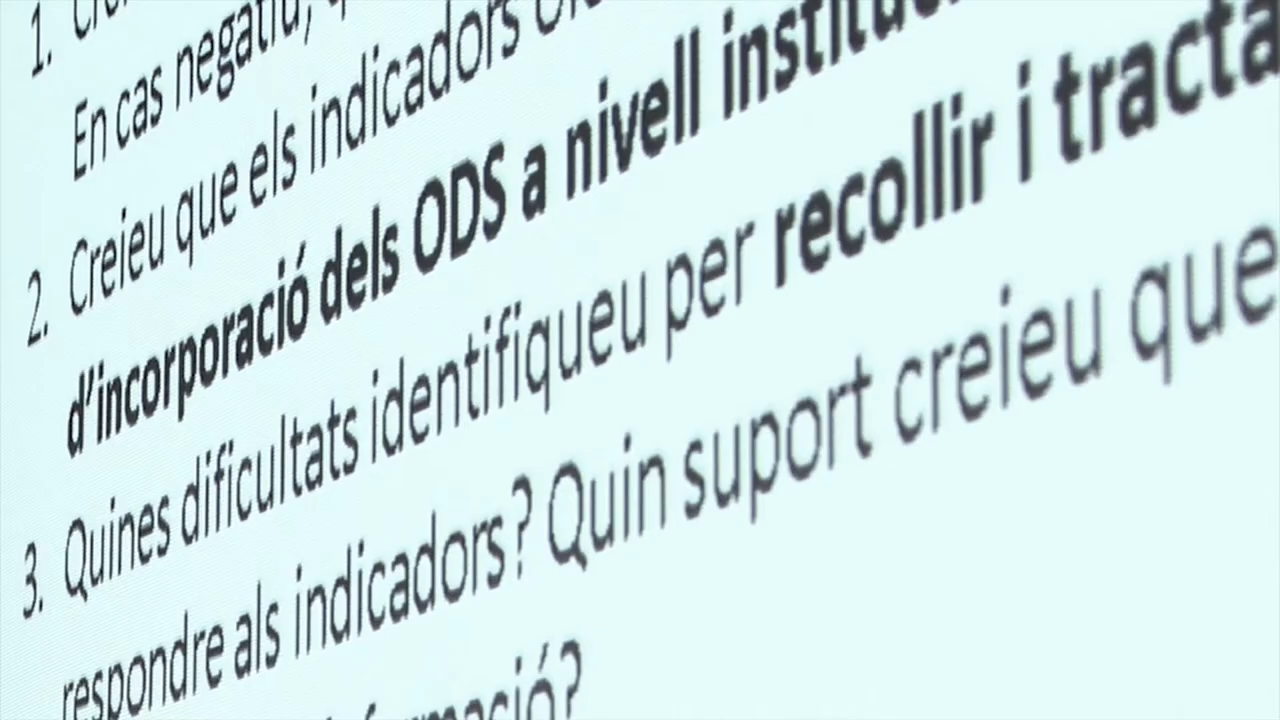 1.
En cas negatiu,
2. Creieu que els indicadors
d'incorporació dels ODS a nivell
3. Quines dificultats identifiqueu per recollir i
respondre als indicadors? Quin suport creieu que